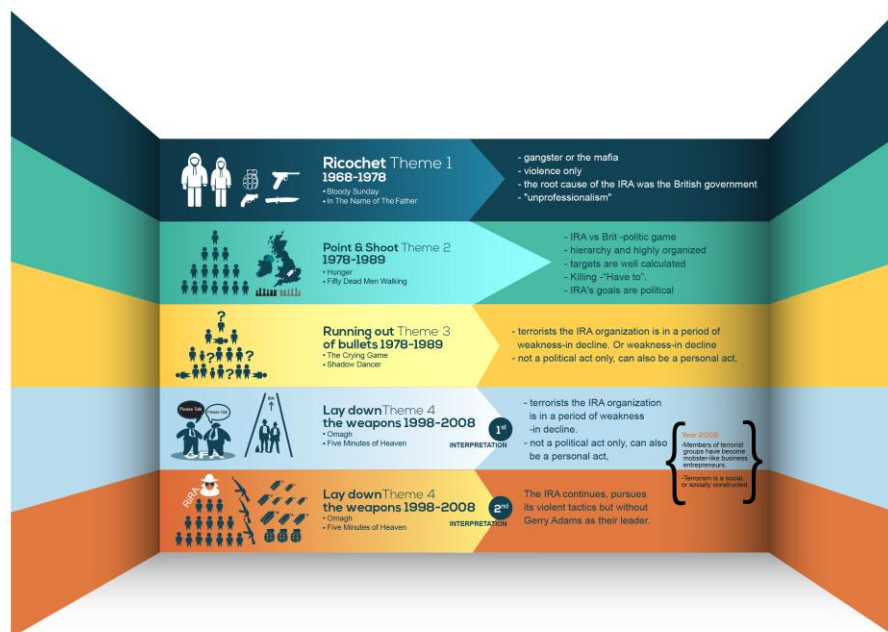 Ricochet Theme 1
1968-1978
• Bloody Sunday
• In The Name of The Father
- gangster or the mafia
- violence only
- the root cause of the IRA was the British government
- "unprofessionalism"
Point & Shoot Theme 2
1978-1989
• Hunger
• Fifty Dead Men Walking
- IRA vs Brit -politic game
- hierarchy and highly organized
- targets are well calculated
- Killing -"Have to".
- IRA's goals are political
? ? ? ? ?
Running out Theme 3
of bullets 1978-1989
• The Crying Game
• Shadow Dancer
- terrorists the IRA organization is in a period of
weakness-in decline. Or weakness-in decline
- not a political act only, can also be a personal act,
Please Talk
Please Talk
GFA
Lay down Theme 4
the weapons 1998-2008
• Omagh
• Five Minutes of Heaven
1st
INTERPRETATION
- terrorists the IRA organization
is in a period of weakness
-in decline.
- not a political act only, can also
be a personal act,
Year 2009
-Members of terrorist
groups have become
mobster-like business
entrepreneurs.
-Terrorism is a social,
or socially constructed
RIRA
Lay down Theme 4
the weapons 1998-2008
• Omagh
• Five Minutes of Heaven
2nd
INTERPRETATION
The IRA continues, pursues
its violent tactics but without
Gerry Adams as their leader.